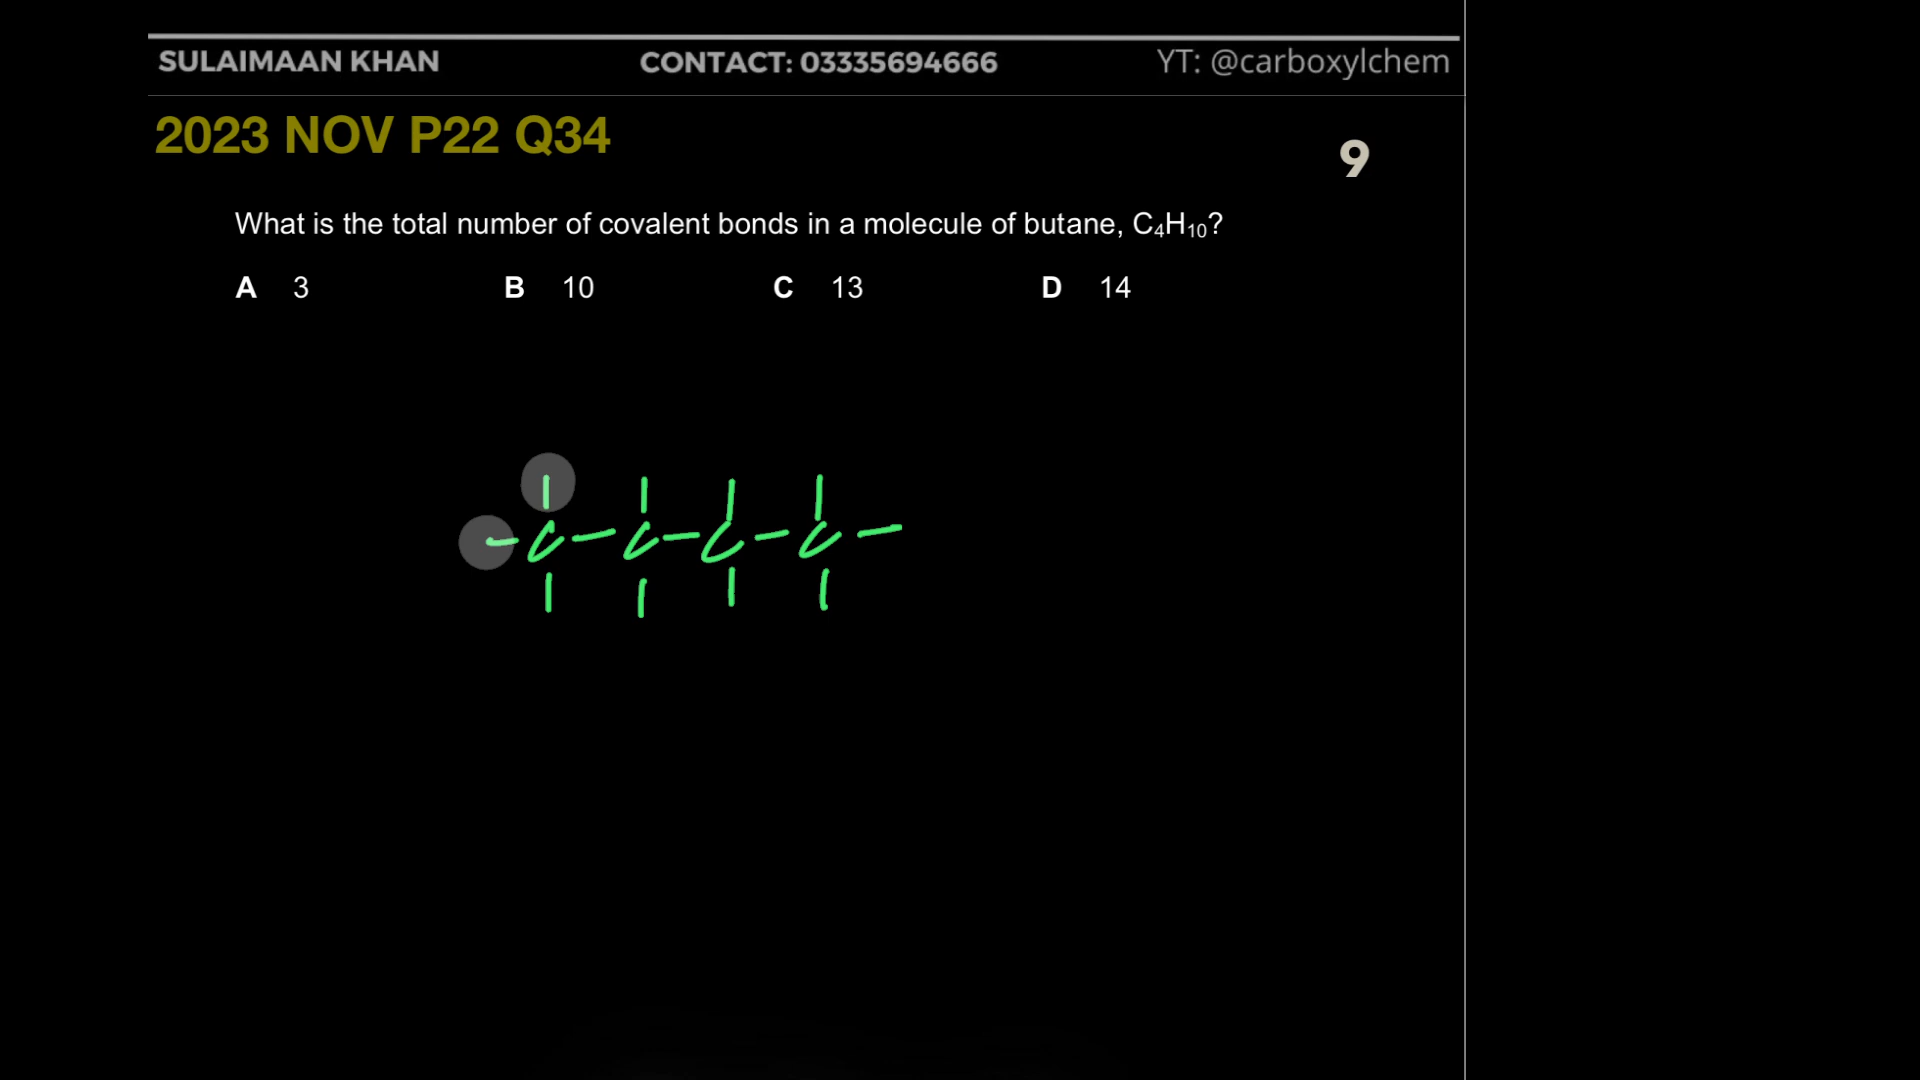 SULAIMAAN KHAN CONTACT: 03335694666 YT: @carboxylchem
2023 NOV P22 Q34
9
What is the total number of covalent bonds in a molecule of butane, C₄H₁₀?
A 3 B 10 C 13 D 14
C C C C